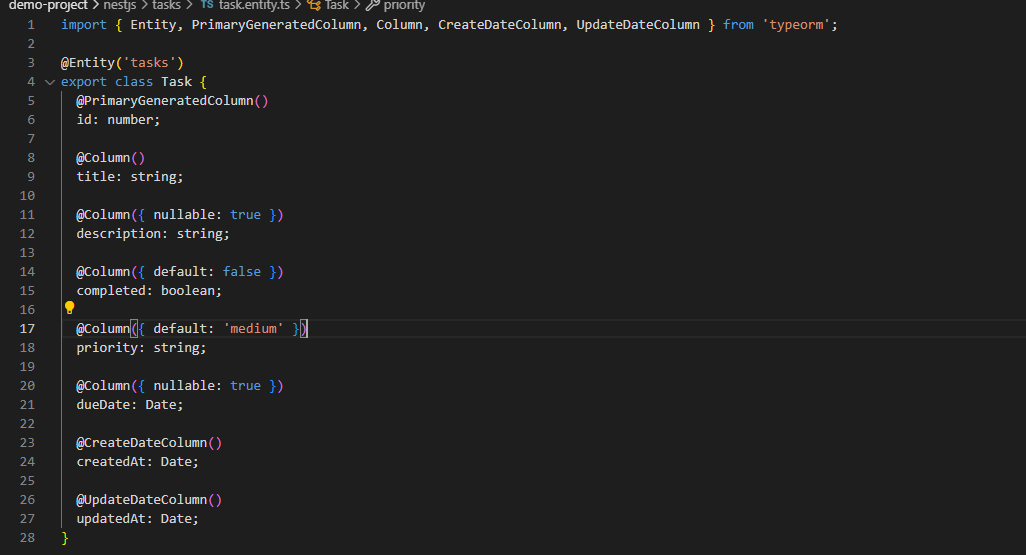 demo-project > nestjs > tasks > TS task.entity.ts > Task > priority
1 import { Entity, PrimaryGeneratedColumn, Column, CreateDateColumn, UpdateDateColumn } from 'typeorm';
2
3 @Entity('tasks')
4 export class Task {
5 @PrimaryGeneratedColumn()
6 id: number;
7
8 @Column()
9 title: string;
10
11 @Column({ nullable: true })
12 description: string;
13
14 @Column({ default: false })
15 completed: boolean;
16
17 @Column({ default: 'medium' })
18 priority: string;
19
20 @Column({ nullable: true })
21 dueDate: Date;
22
23 @CreateDateColumn()
24 createdAt: Date;
25
26 @UpdateDateColumn()
27 updatedAt: Date;
28 }